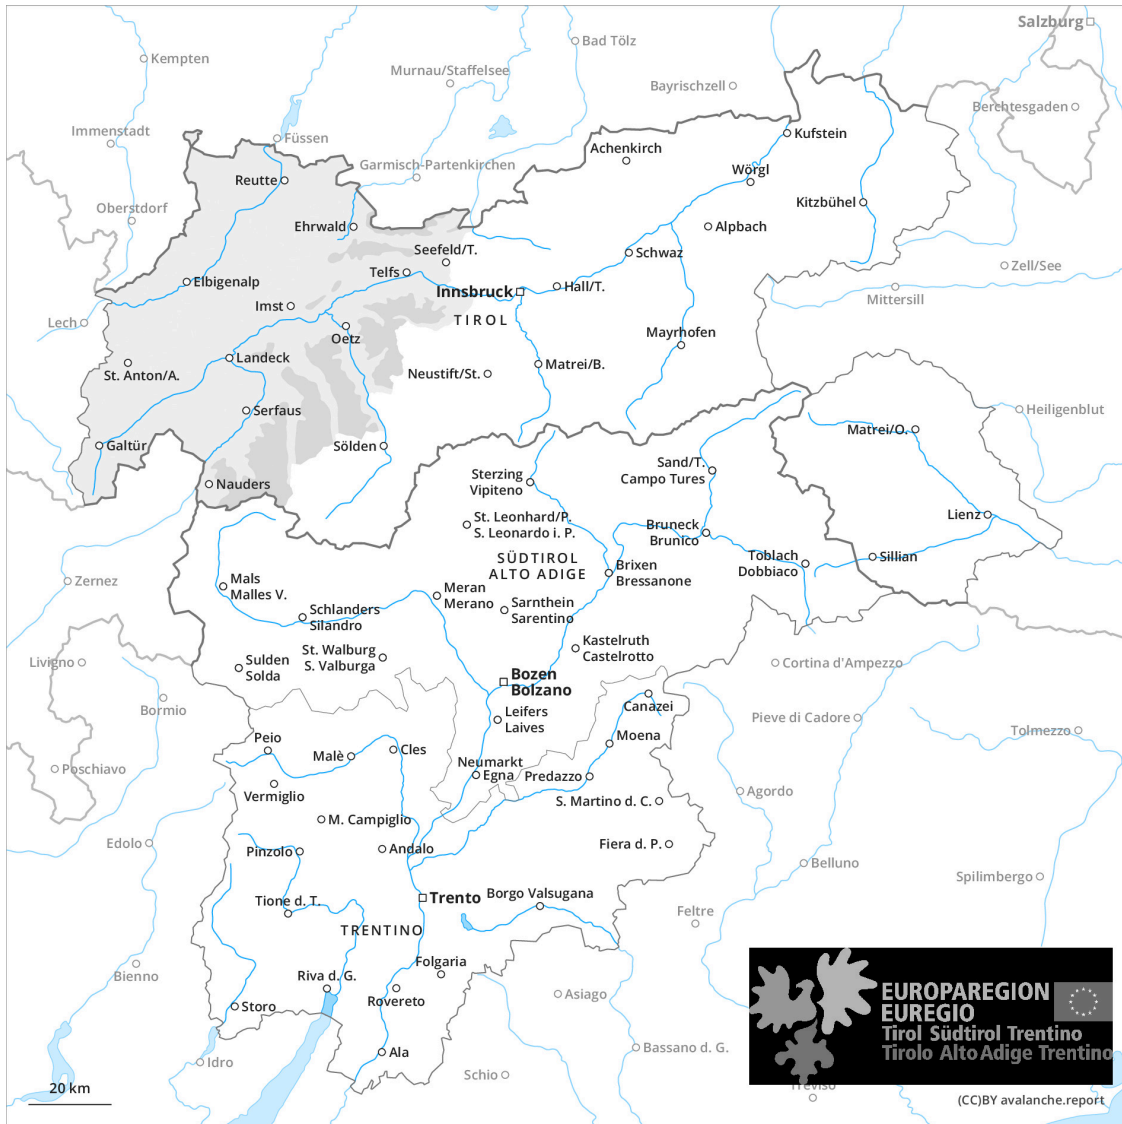 Salzburg
Bad Tölz
Kempten
Murnau/Staffelsee
Bayrischzell
Berchtesgaden
Immenstadt
Füssen
Kufstein
Achenkirch
Garmisch-Partenkirchen
Wörgl
Reutte
Kitzbühel
Oberstdorf
Ehrwald
Alpbach
Seefeld/T.
Schwaz
Zell/See
Telfs
Elbigenalp
Hall/T.
Innsbruck
Mittersill
Imst
TIROL
Lech
Mayrhofen
Oetz
Landeck
Matrei/B.
St. Anton/A.
Neustift/St.
Serfaus
Heiligenblut
Matrei/O.
Galtür
Sölden
Sand/T.
Campo Tures
Sterzing
Vipiteno
Nauders
St. Leonhard/P.
S. Leonardo i. P.
Lienz
Bruneck
Brunico
SÜDTIROL
ALTO ADIGE
Toblach
Dobbiaco
Sillian
Brixen
Bressanone
Zernez
Mals
Malles V.
Meran
Merano
Sarnthein
Sarentino
Schlanders
Silandro
Kastelruth
Castelrotto
St. Walburg
S. Valburga
Livigno
Sulden
Solda
Cortina d'Ampezzo
Bozen
Bolzano
Bormio
Canazei
Leifers
Laives
Pieve di Cadore
Tolmezzo
Peio
Moena
Malè
Cles
Neumarkt
Egna
Poschiavo
Predazzo
Vermiglio
Agordo
S. Martino d. C.
M. Campiglio
Edolo
Pinzolo
Andalo
Fiera d. P.
Belluno
Spilimbergo
Tione d. T.
Trento
Borgo Valsugana
Feltre
TRENTINO
Bienno
Folgaria
Riva d. G.
Rovereto
Asiago
Storo
EUROPAREGION
EUREGIO
Tirol Südtirol Trentino
Tirolo Alto Adige Trentino
Idro
Ala
Bassano d. G.
Schio
Treviso
20 km
(CC)BY avalanche.report